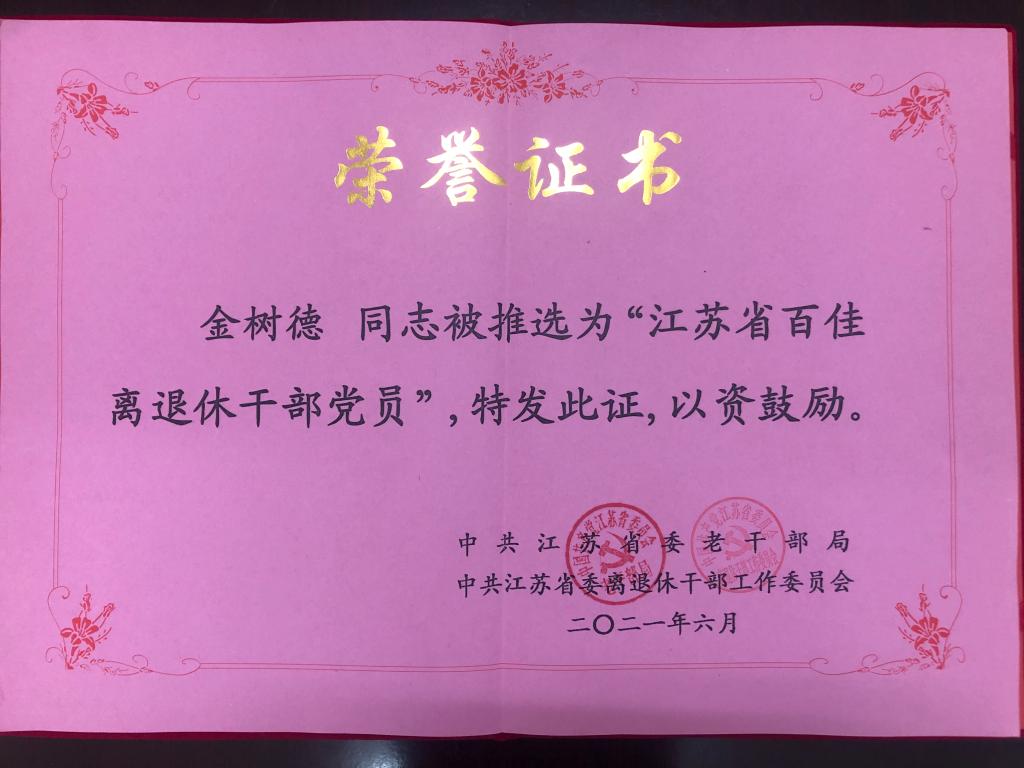 荣誉证书
金树德 同志被推选为“江苏省百佳
离退休干部党员”,特发此证,以资鼓励。
中共江苏省委老干部局
中共江苏省委离退休干部工作委员会
二〇二一年六月